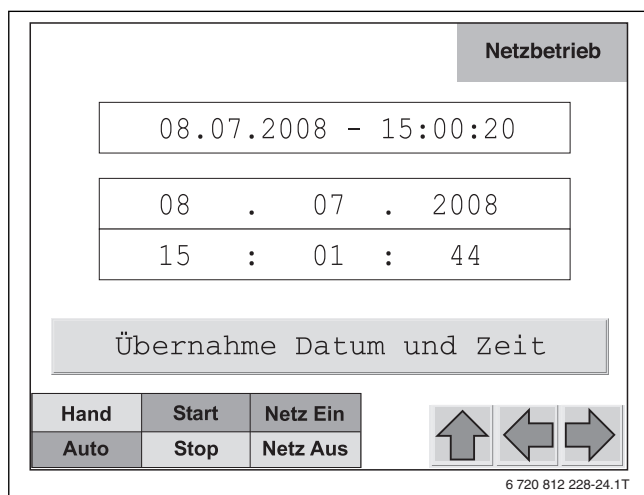 Netzbetrieb
08.07.2008 - 15:00:20
08 . 07 . 2008
15 : 01 : 44
Übernahme Datum und Zeit
Hand Start Netz Ein
Auto Stop Netz Aus
6 720 812 228-24.1T